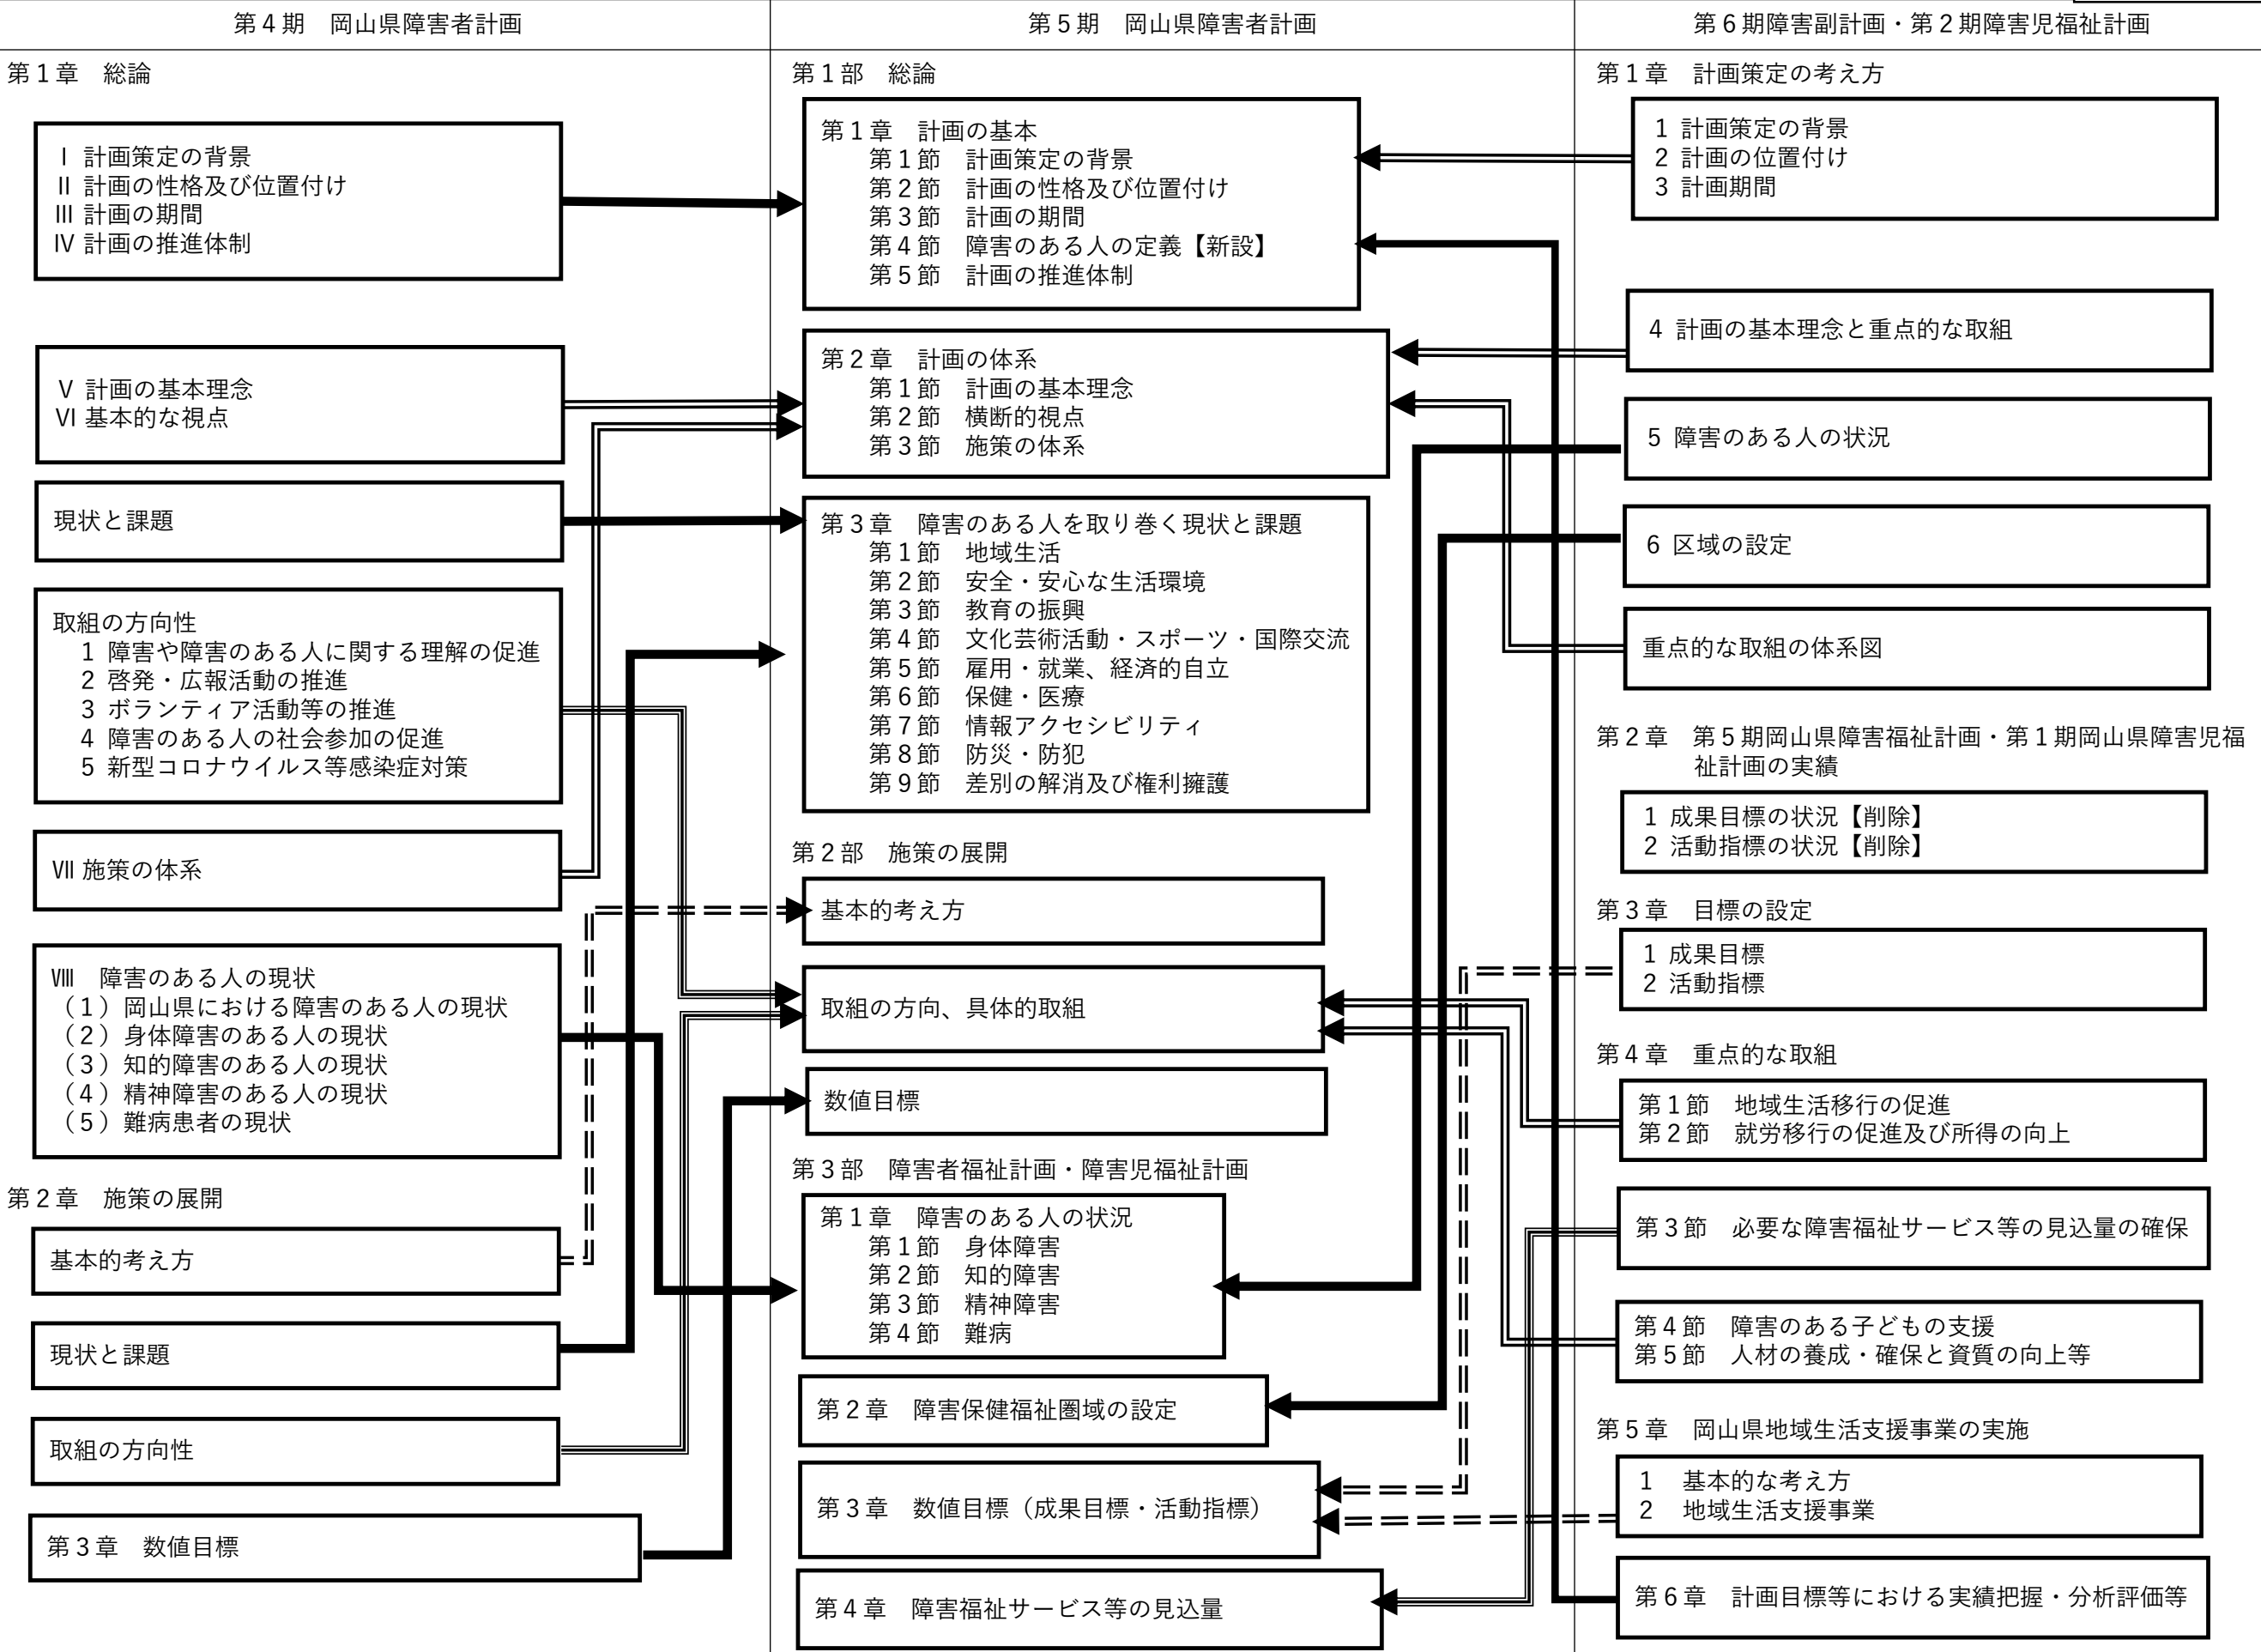 第４期　岡山県障害者計画
第１章　総論
Ⅰ 計画策定の背景
Ⅱ 計画の性格及び位置付け
Ⅲ 計画の期間
Ⅳ 計画の推進体制
Ⅴ 計画の基本理念
Ⅵ 基本的な視点
現状と課題
取組の方向性
１ 障害や障害のある人に関する理解の促進
２ 啓発・広報活動の推進
３ ボランティア活動等の推進
４ 障害のある人の社会参加の促進
５ 新型コロナウイルス等感染症対策
Ⅶ 施策の体系
Ⅷ　障害のある人の現状
（１）岡山県における障害のある人の現状
（２）身体障害のある人の現状
（３）知的障害のある人の現状
（４）精神障害のある人の現状
（５）難病患者の現状
第２章　施策の展開
基本的考え方
現状と課題
取組の方向性
第３章　数値目標
第５期　岡山県障害者計画
第１部　総論
第１章　計画の基本
第１節　計画策定の背景
第２節　計画の性格及び位置付け
第３節　計画の期間
第４節　障害のある人の定義【新設】
第５節　計画の推進体制
第２章　計画の体系
第１節　計画の基本理念
第２節　横断的視点
第３節　施策の体系
第３章　障害のある人を取り巻く現状と課題
第１節　地域生活
第２節　安全・安心な生活環境
第３節　教育の振興
第４節　文化芸術活動・スポーツ・国際交流
第５節　雇用・就業、経済的自立
第６節　保健・医療
第７節　情報アクセシビリティ
第８節　防災・防犯
第９節　差別の解消及び権利擁護
第２部　施策の展開
基本的考え方
取組の方向、具体的取組
数値目標
第３部　障害者福祉計画・障害児福祉計画
第１章　障害のある人の状況
第１節　身体障害
第２節　知的障害
第３節　精神障害
第４節　難病
第２章　障害保健福祉圏域の設定
第３章　数値目標（成果目標・活動指標）
第４章　障害福祉サービス等の見込量
第６期障害副計画・第２期障害児福祉計画
第１章　計画策定の考え方
１ 計画策定の背景
２ 計画の位置付け
３ 計画期間
４ 計画の基本理念と重点的な取組
５ 障害のある人の状況
６ 区域の設定
重点的な取組の体系図
第２章　第５期岡山県障害福祉計画・第１期岡山県障害児福
祉計画の実績
１ 成果目標の状況【削除】
２ 活動指標の状況【削除】
第３章　目標の設定
１ 成果目標
２ 活動指標
第４章　重点的な取組
第１節　地域生活移行の促進
第２節　就労移行の促進及び所得の向上
第３節　必要な障害福祉サービス等の見込量の確保
第４節　障害のある子どもの支援
第５節　人材の養成・確保と資質の向上等
第５章　岡山県地域生活支援事業の実施
１　基本的な考え方
２　地域生活支援事業
第６章　計画目標等における実績把握・分析評価等